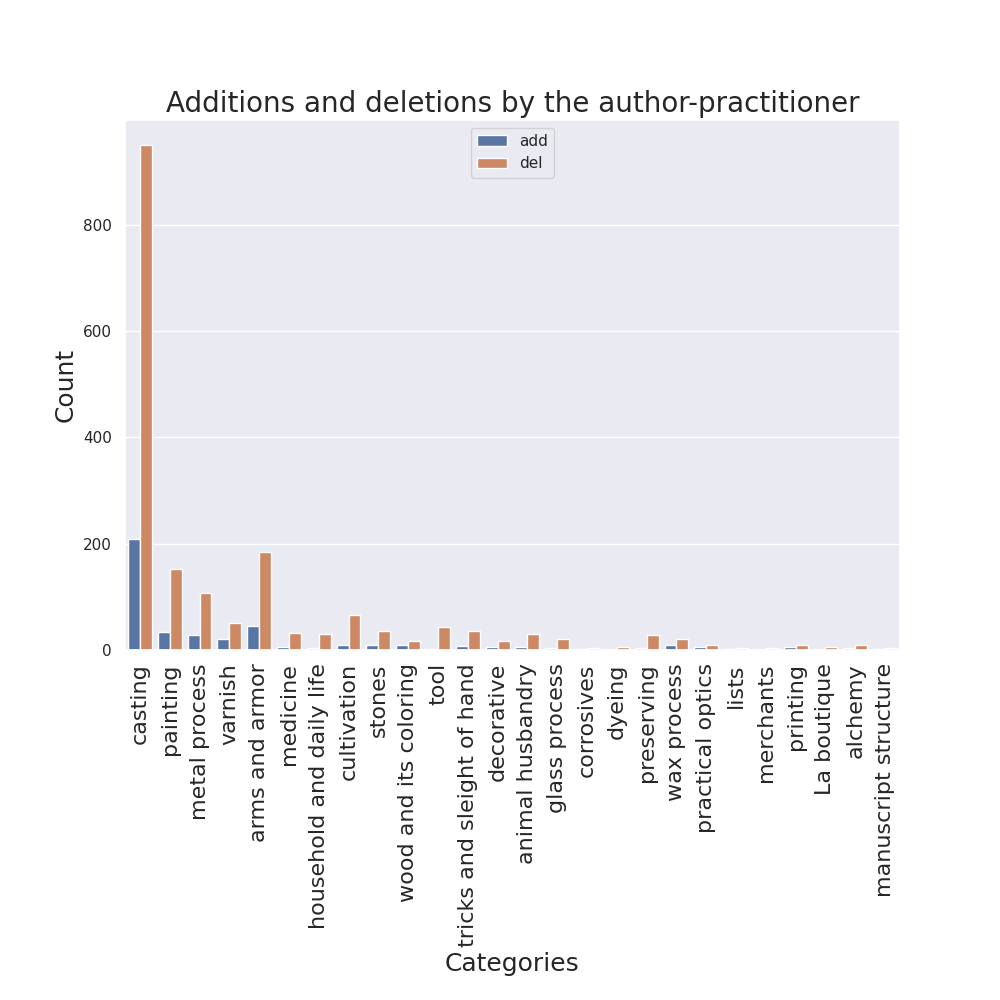 Additions and deletions by the author-practitioner
add
del
Count
800
600
400
200
0
casting
painting
metal process
varnish
arms and armor
medicine
household and daily life
cultivation
stones
wood and its coloring
tool
tricks and sleight of hand
decorative
animal husbandry
glass process
corrosives
dyeing
preserving
wax process
practical optics
lists
merchants
printing
La boutique
alchemy
manuscript structure
Categories